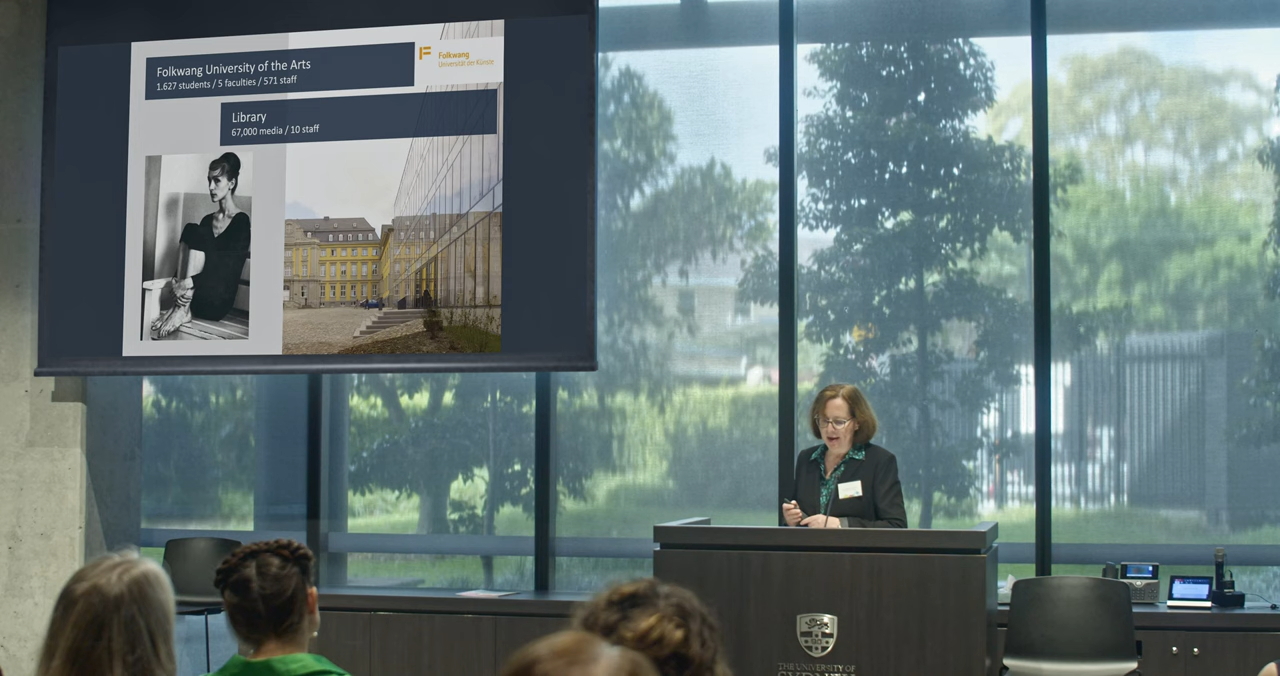 Folkwang University of the Arts
1.627 students / 5 faculties / 571 staff
Folkwang
Universität der Künste
Library
67,000 media / 10 staff
THE UNIVERSITY OF
SYDNEY